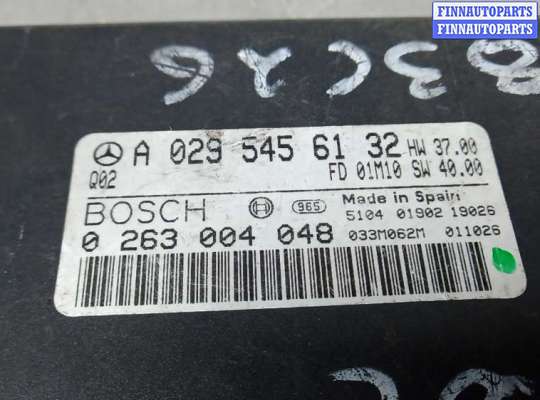 FINNAUTOPARTS
FINNAUTOPARTS
A 029 545 61 32 HW 37.00
Q02 FD 01M10 SW 40.00
BOSCH 965 Made in Spain
5104 01902 19026
0 263 004 048 033M062M 011026